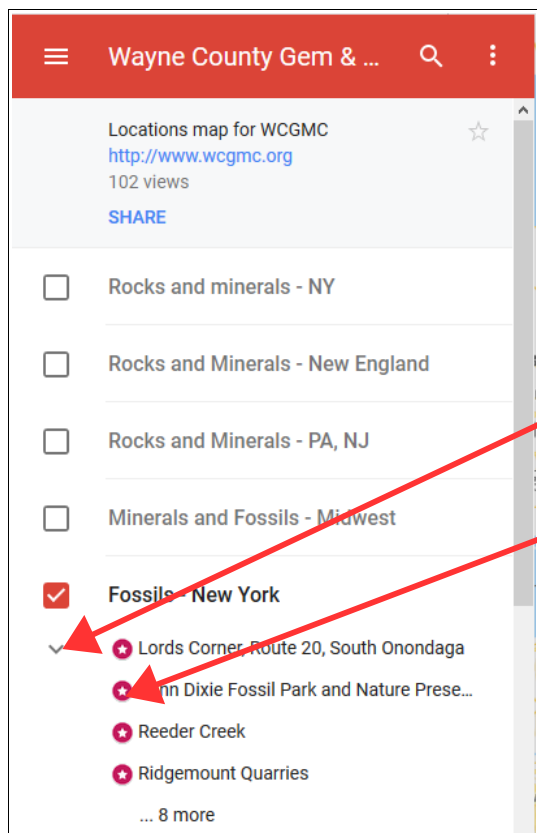 Wayne County Gem & ...
Locations map for WCGMC
http://www.wcgmc.org
102 views
SHARE
Rocks and minerals - NY
Rocks and Minerals - New England
Rocks and Minerals - PA, NJ
Minerals and Fossils - Midwest
Fossils - New York
Lords Corner, Route 20, South Onondaga
Dixie Fossil Park and Nature Prese...
Reeder Creek
Ridgemount Quarries
... 8 more